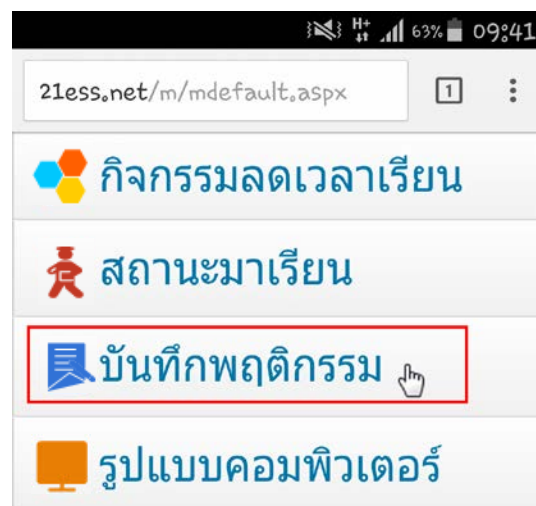 H+ 63% 09:41
21ess.net/m/mdefault.aspx 1
กิจกรรมลดเวลาเรียน
สถานะมาเรียน
บันทึกพฤติกรรม
รูปแบบคอมพิวเตอร์